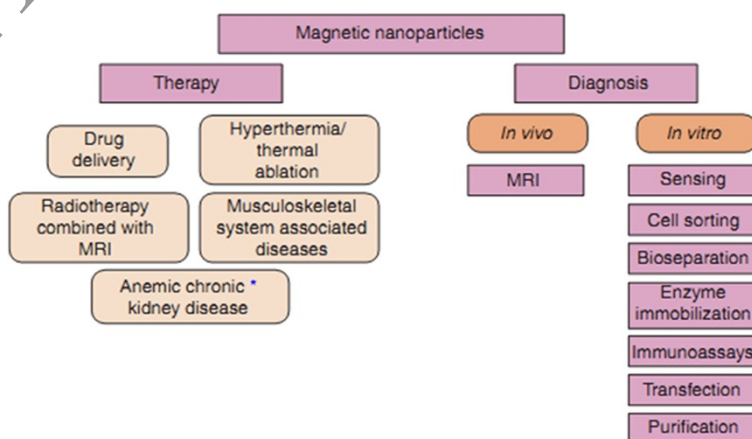 Magnetic nanoparticles
Therapy
Diagnosis
Drug
delivery
Hyperthermia/
thermal
ablation
Radiotherapy
combined with
MRI
Musculoskeletal
system associated
diseases
Anemic chronic *
kidney disease
In vivo
MRI
In vitro
Sensing
Cell sorting
Bioseparation
Enzyme
immobilization
Immunoassays
Transfection
Purification